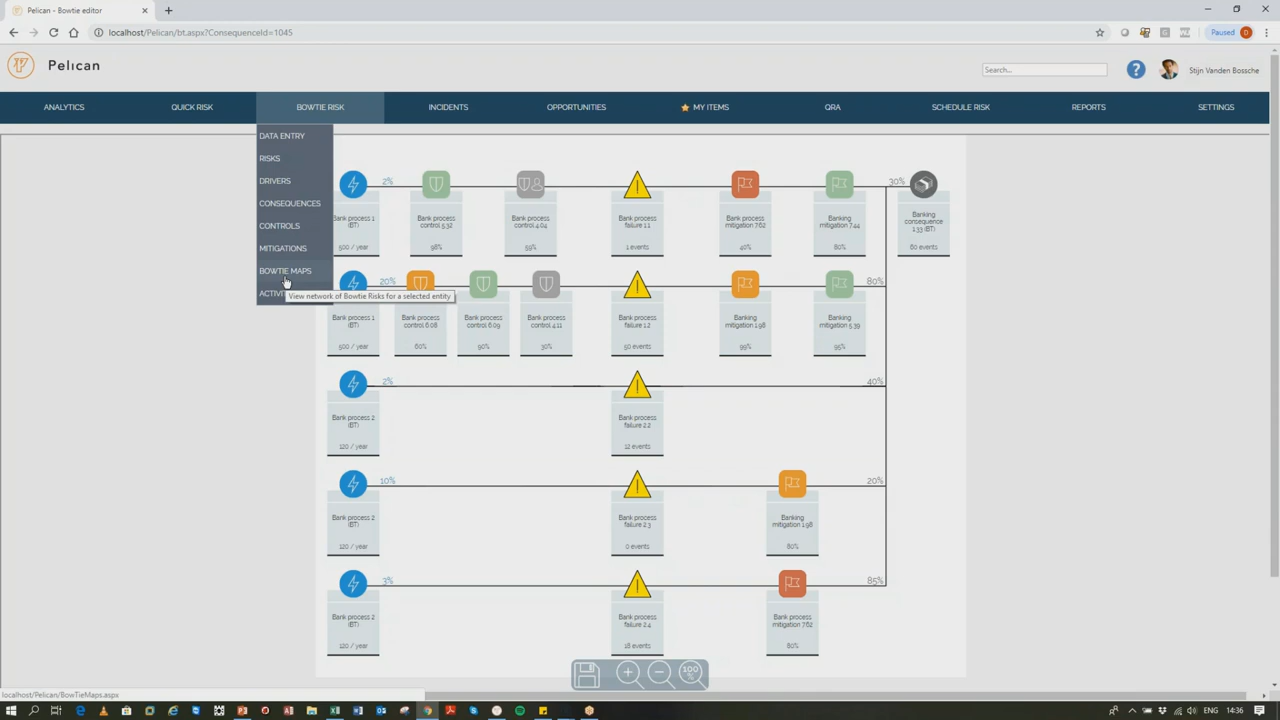 Pelican - Bowtie editor
localhost/Pelican/bt.aspx?ConsequenceId=1045
Paused
0
Pelican
Search...
?
Stijn Vanden Bossche
ANALYTICS
QUICK RISK
BOWTIE RISK
INCIDENTS
OPPORTUNITIES
MY ITEMS
QRA
SCHEDULE RISK
REPORTS
SETTINGS
DATA ENTRY
RISKS
DRIVERS
CONSEQUENCES
CONTROLS
MITIGATIONS
BOWTIE MAPS
View network of Bowtie Risks for a selected entity
2%
30%
Bank process 1
(BT)
500 / year
Bank process
control 5.32
98%
Bank process
control 4.04
59%
Bank process
failure 1.1
1 events
Bank process
mitigation 7.62
40%
Bank process
mitigation 7.44
80%
Banking
consequence
1.33 (BT)
60 events
20%
80%
Bank process 1
(BT)
500 / year
Bank process
control 6.08
60%
Bank process
control 6.09
90%
Bank process
control 4.11
30%
Bank process
failure 1.2
50 events
Banking
mitigation 1.98
99%
Banking
mitigation 5.39
95%
2%
40%
Bank process 2
(BT)
120 / year
Bank process
failure 2.2
12 events
10%
20%
Bank process 2
(BT)
120 / year
Bank process
failure 2.3
0 events
Banking
mitigation 1.98
80%
3%
85%
Bank process 2
(BT)
120 / year
Bank process
failure 2.4
18 events
Bank process
mitigation 7.62
80%
100
%
localhost/Pelican/BowTieMaps.aspx
ENG
14:36